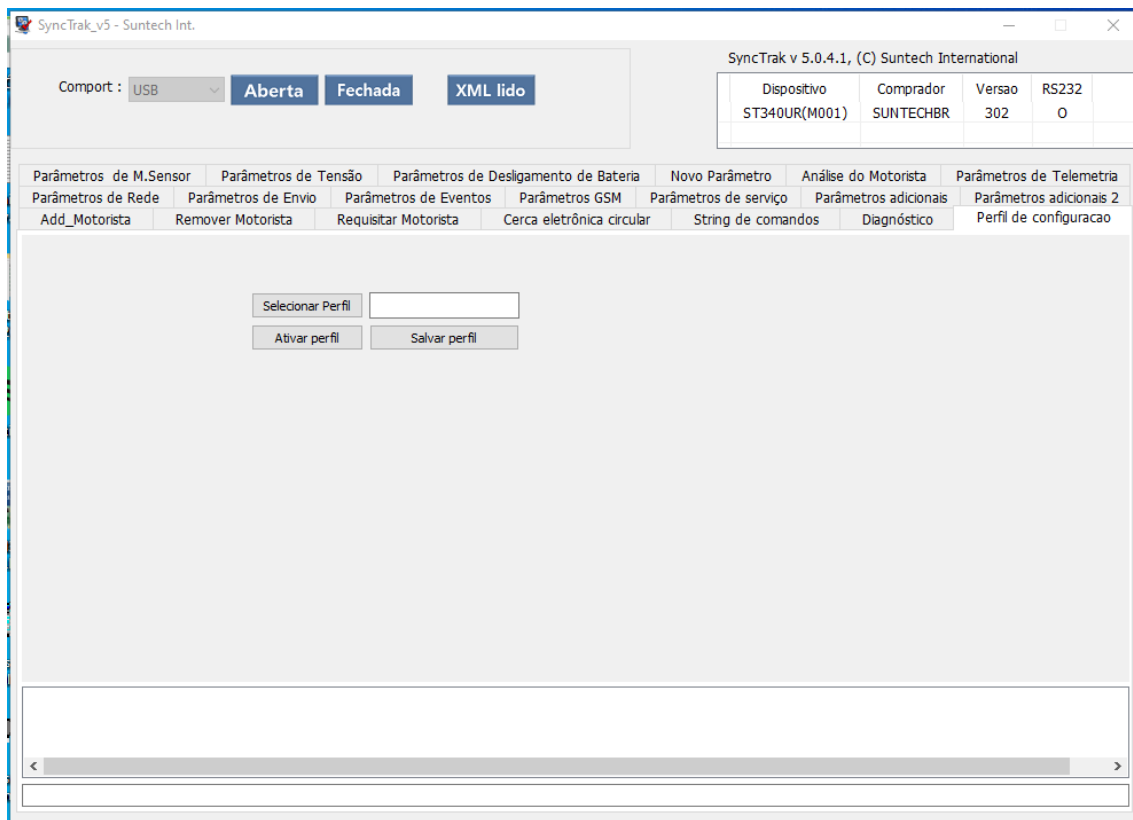 SyncTrak_v5 - Suntech Int.
SyncTrak v 5.0.4.1, (C) Suntech International
Comport : USB Aberta Fechada XML lido
Dispositivo Comprador Versao RS232
ST340UR(M001) SUNTECHBR 302 O
Parâmetros de M.Sensor Parâmetros de Tensão Parâmetros de Desligamento de Bateria Novo Parâmetro Análise do Motorista Parâmetros de Telemetria
Parâmetros de Rede Parâmetros de Envio Parâmetros de Eventos Parâmetros GSM Parâmetros de serviço Parâmetros adicionais Parâmetros adicionais 2
Add_Motorista Remover Motorista Requisitar Motorista Cerca eletrônica circular String de comandos Diagnóstico Perfil de configuracao
Selecionar Perfil
Ativar perfil Salvar perfil